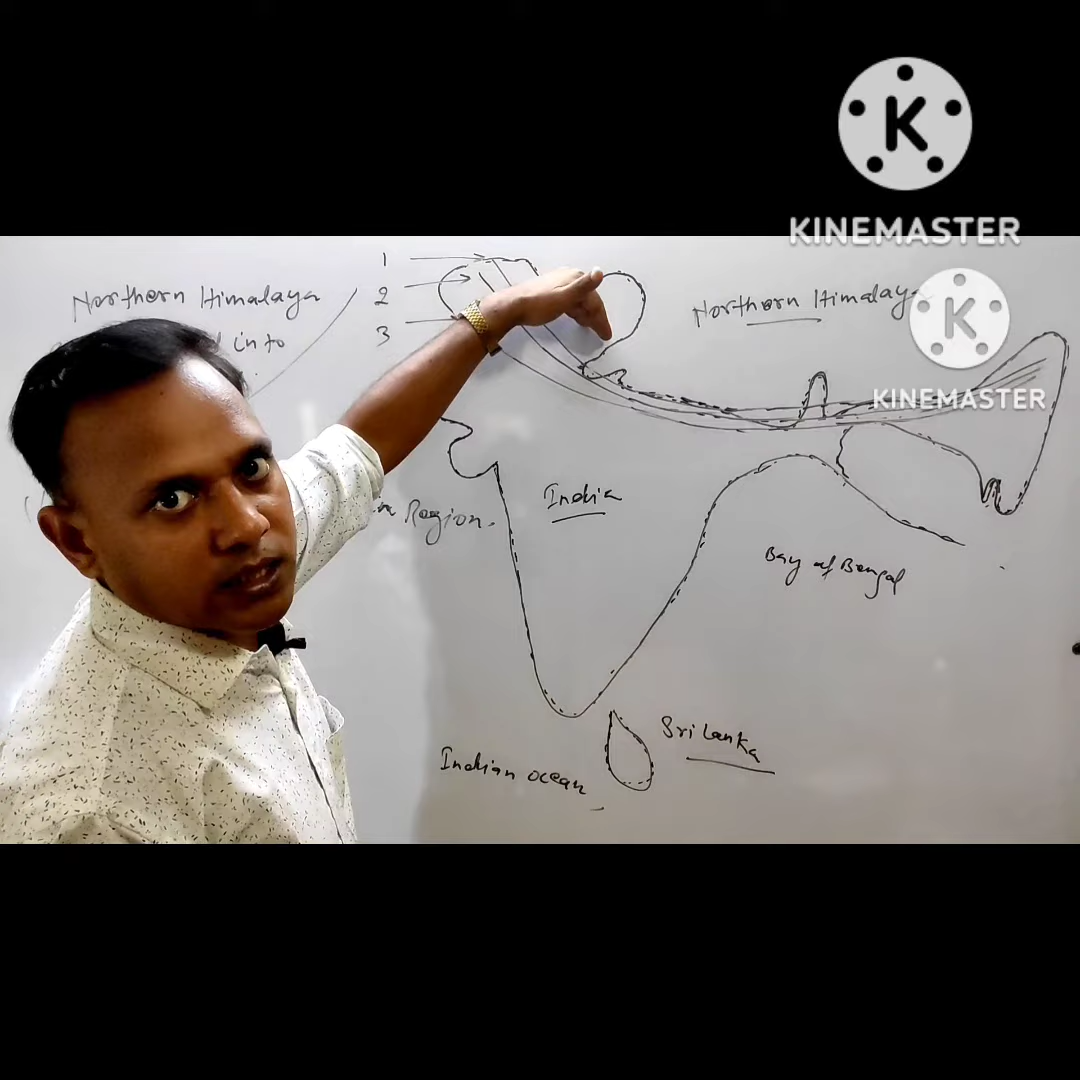 KINEMASTER
K
KINEMASTER
Northern Himalaya
into
1
2
3
Northern Himalaya
Region.
India
Bay of Bengal
Sri Lanka
Indian ocean